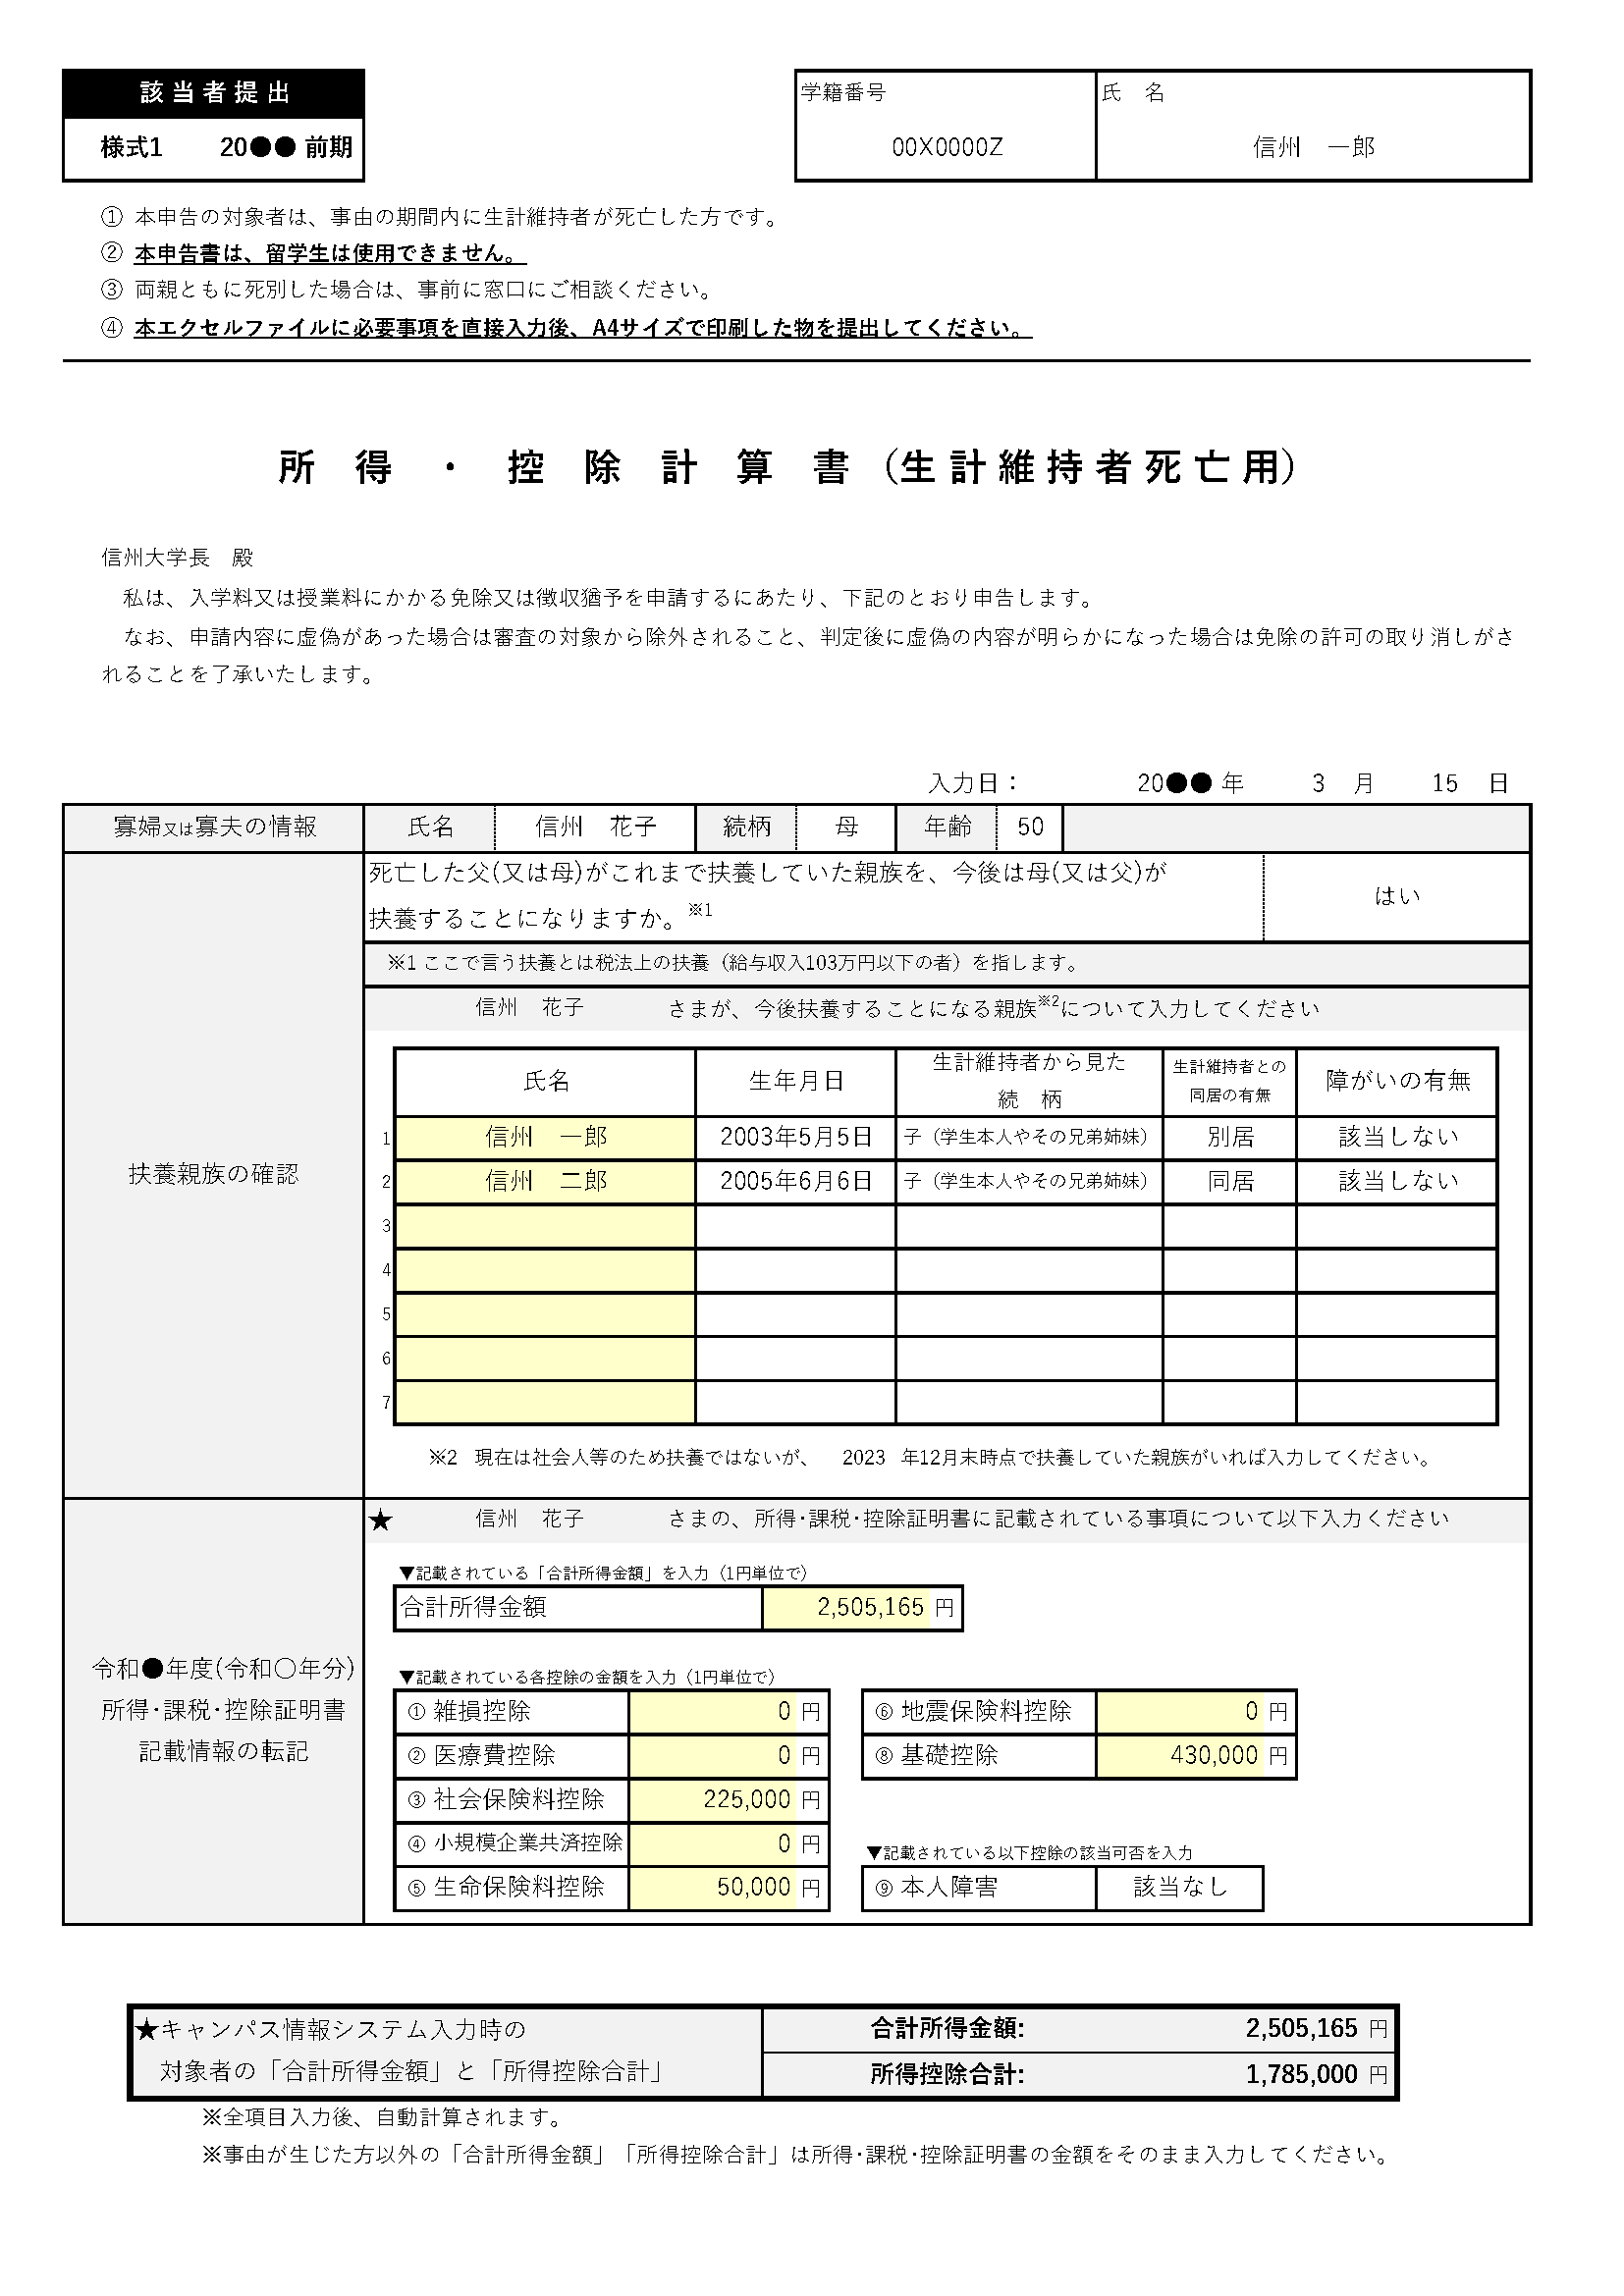 該当者提出
様式1 20●● 前期
学籍番号
氏　名
00X0000Z
信州　一郎
① 本申告の対象者は、事由の期間内に生計維持者が死亡した方です。
② 本申告書は、留学生は使用できません。
③ 両親ともに死別した場合は、事前に窓口にご相談ください。
④ 本エクセルファイルに必要事項を直接入力後、A4サイズで印刷した物を提出してください。
所得・控除計算書（生計維持者死亡用）
信州大学長　殿
私は、入学料又は授業料にかかる免除又は徴収猶予を申請するにあたり、下記のとおり申告します。
なお、申請内容に虚偽があった場合は審査の対象から除外されること、判定後に虚偽の内容が明らかになった場合は免除の許可の取り消しがさ
れることを了承いたします。
入力日： 20●● 年 3 月 15 日
寡婦又は寡夫の情報 氏名 信州　花子 続柄 母 年齢 50
扶養親族の確認
死亡した父(又は母)がこれまで扶養していた親族を、今後は母(又は父)が
扶養することになりますか。※1
はい
※1 ここで言う扶養とは税法上の扶養（給与収入103万円以下の者）を指します。
信州　花子 さまが、今後扶養することになる親族※2について入力してください
氏名 生年月日 生計維持者から見た 続　柄 生計維持者との 同居の有無 障がいの有無
1 信州　一郎 2003年5月5日 子（学生本人やその兄弟姉妹） 別居 該当しない
2 信州　二郎 2005年6月6日 子（学生本人やその兄弟姉妹） 同居 該当しない
3
4
5
6
7
※2 現在は社会人等のため扶養ではないが、 2023 年12月末時点で扶養していた親族がいれば入力してください。
令和●年度(令和〇年分)
所得･課税･控除証明書
記載情報の転記
★ 信州　花子 さまの、所得･課税･控除証明書に記載されている事項について以下入力ください
▼記載されている「合計所得金額」を入力（1円単位で）
合計所得金額 2,505,165 円
▼記載されている各控除の金額を入力（1円単位で）
① 雑損控除 0 円
② 医療費控除 0 円
③ 社会保険料控除 225,000 円
④ 小規模企業共済控除 0 円
⑤ 生命保険料控除 50,000 円
⑥ 地震保険料控除 0 円
⑧ 基礎控除 430,000 円
▼記載されている以下控除の該当可否を入力
⑨ 本人障害 該当なし
★キャンパス情報システム入力時の
対象者の「合計所得金額」と「所得控除合計」
合計所得金額: 2,505,165 円
所得控除合計: 1,785,000 円
※全項目入力後、自動計算されます。
※事由が生じた方以外の「合計所得金額」「所得控除合計」は所得･課税･控除証明書の金額をそのまま入力してください。